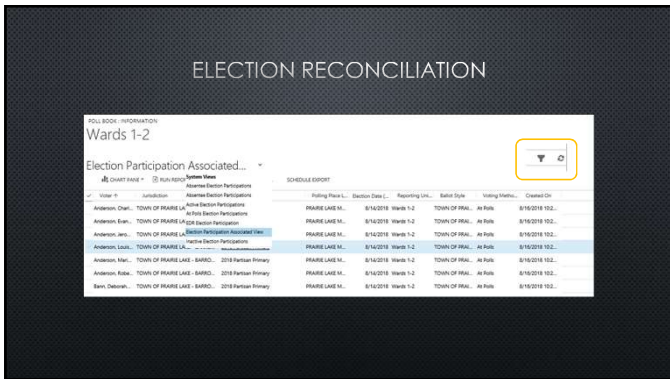 ELECTION RECONCILIATION
POLL BOOK : INFORMATION
Wards 1-2
Election Participation Associated...
CHART PANE RUN REPORT SCHEDULE EXPORT
System Views
Absentee Election Participations
Absentee Election Participations
Active Election Participations
At Polls Election Participations
EDR Election Participation
Election Participation Associated View
Inactive Election Participations
Voter Jurisdiction Polling Place L... Election Date (... Reporting Uni... Ballot Style Voting Metho... Created On
Anderson, Charl... TOWN OF PRAIRIE LA PRAIRIE LAKE M... 8/14/2018 Wards 1-2 TOWN OF PRAI... At Polls 8/16/2018 10:2...
Anderson, Evan... TOWN OF PRAIRIE LA PRAIRIE LAKE M... 8/14/2018 Wards 1-2 TOWN OF PRAI... At Polls 8/16/2018 10:2...
Anderson, Jero... TOWN OF PRAIRIE LA PRAIRIE LAKE M... 8/14/2018 Wards 1-2 TOWN OF PRAI... At Polls 8/16/2018 10:2...
Anderson, Louis... TOWN OF PRAIRIE LA PRAIRIE LAKE M... 8/14/2018 Wards 1-2 TOWN OF PRAI... At Polls 8/16/2018 10:2...
Anderson, Mari... TOWN OF PRAIRIE LAKE - BARRO... 2018 Partisan Primary PRAIRIE LAKE M... 8/14/2018 Wards 1-2 TOWN OF PRAI... At Polls 8/16/2018 10:2...
Anderson, Robe... TOWN OF PRAIRIE LAKE - BARRO... 2018 Partisan Primary PRAIRIE LAKE M... 8/14/2018 Wards 1-2 TOWN OF PRAI... At Polls 8/16/2018 10:2...
Bann, Deborah... TOWN OF PRAIRIE LAKE - BARRO... 2018 Partisan Primary PRAIRIE LAKE M... 8/14/2018 Wards 1-2 TOWN OF PRAI... At Polls 8/16/2018 10:2...